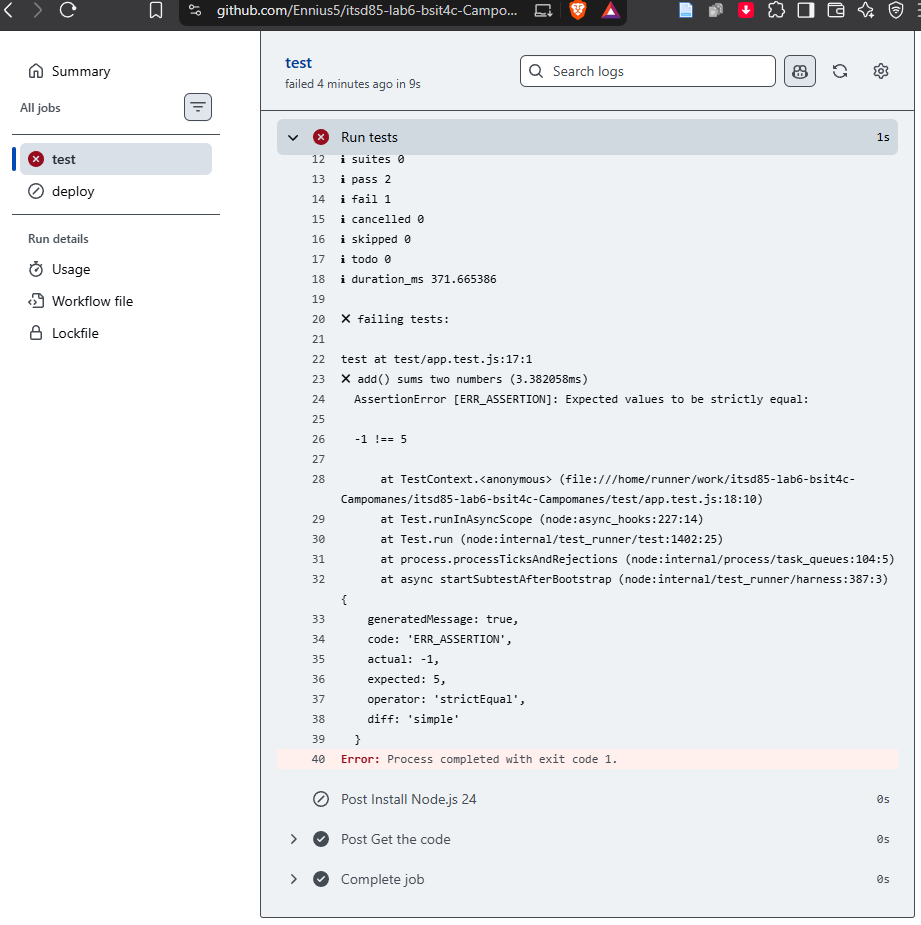 github.com/Ennius5/itsd85-lab6-bsit4c-Campo...
Summary
All jobs
test
deploy
Run details
Usage
Workflow file
Lockfile
test
failed 4 minutes ago in 9s
Search logs
Run tests 1s
12 ℹ suites 0
13 ℹ pass 2
14 ℹ fail 1
15 ℹ cancelled 0
16 ℹ skipped 0
17 ℹ todo 0
18 ℹ duration_ms 371.665386
19
20 ✖ failing tests:
21
22 test at test/app.test.js:17:1
23 ✖ add() sums two numbers (3.382058ms)
24 AssertionError [ERR_ASSERTION]: Expected values to be strictly equal:
25
26 -1 !== 5
27
28 at TestContext.<anonymous> (file:///home/runner/work/itsd85-lab6-bsit4c-
Campomanes/itsd85-lab6-bsit4c-Campomanes/test/app.test.js:18:10)
29 at Test.runInAsyncScope (node:async_hooks:227:14)
30 at Test.run (node:internal/test_runner/test:1402:25)
31 at process.processTicksAndRejections (node:internal/process/task_queues:104:5)
32 at async startSubtestAfterBootstrap (node:internal/test_runner/harness:387:3)
{
33 generatedMessage: true,
34 code: 'ERR_ASSERTION',
35 actual: -1,
36 expected: 5,
37 operator: 'strictEqual',
38 diff: 'simple'
39 }
40 Error: Process completed with exit code 1.
Post Install Node.js 24 0s
Post Get the code 0s
Complete job 0s